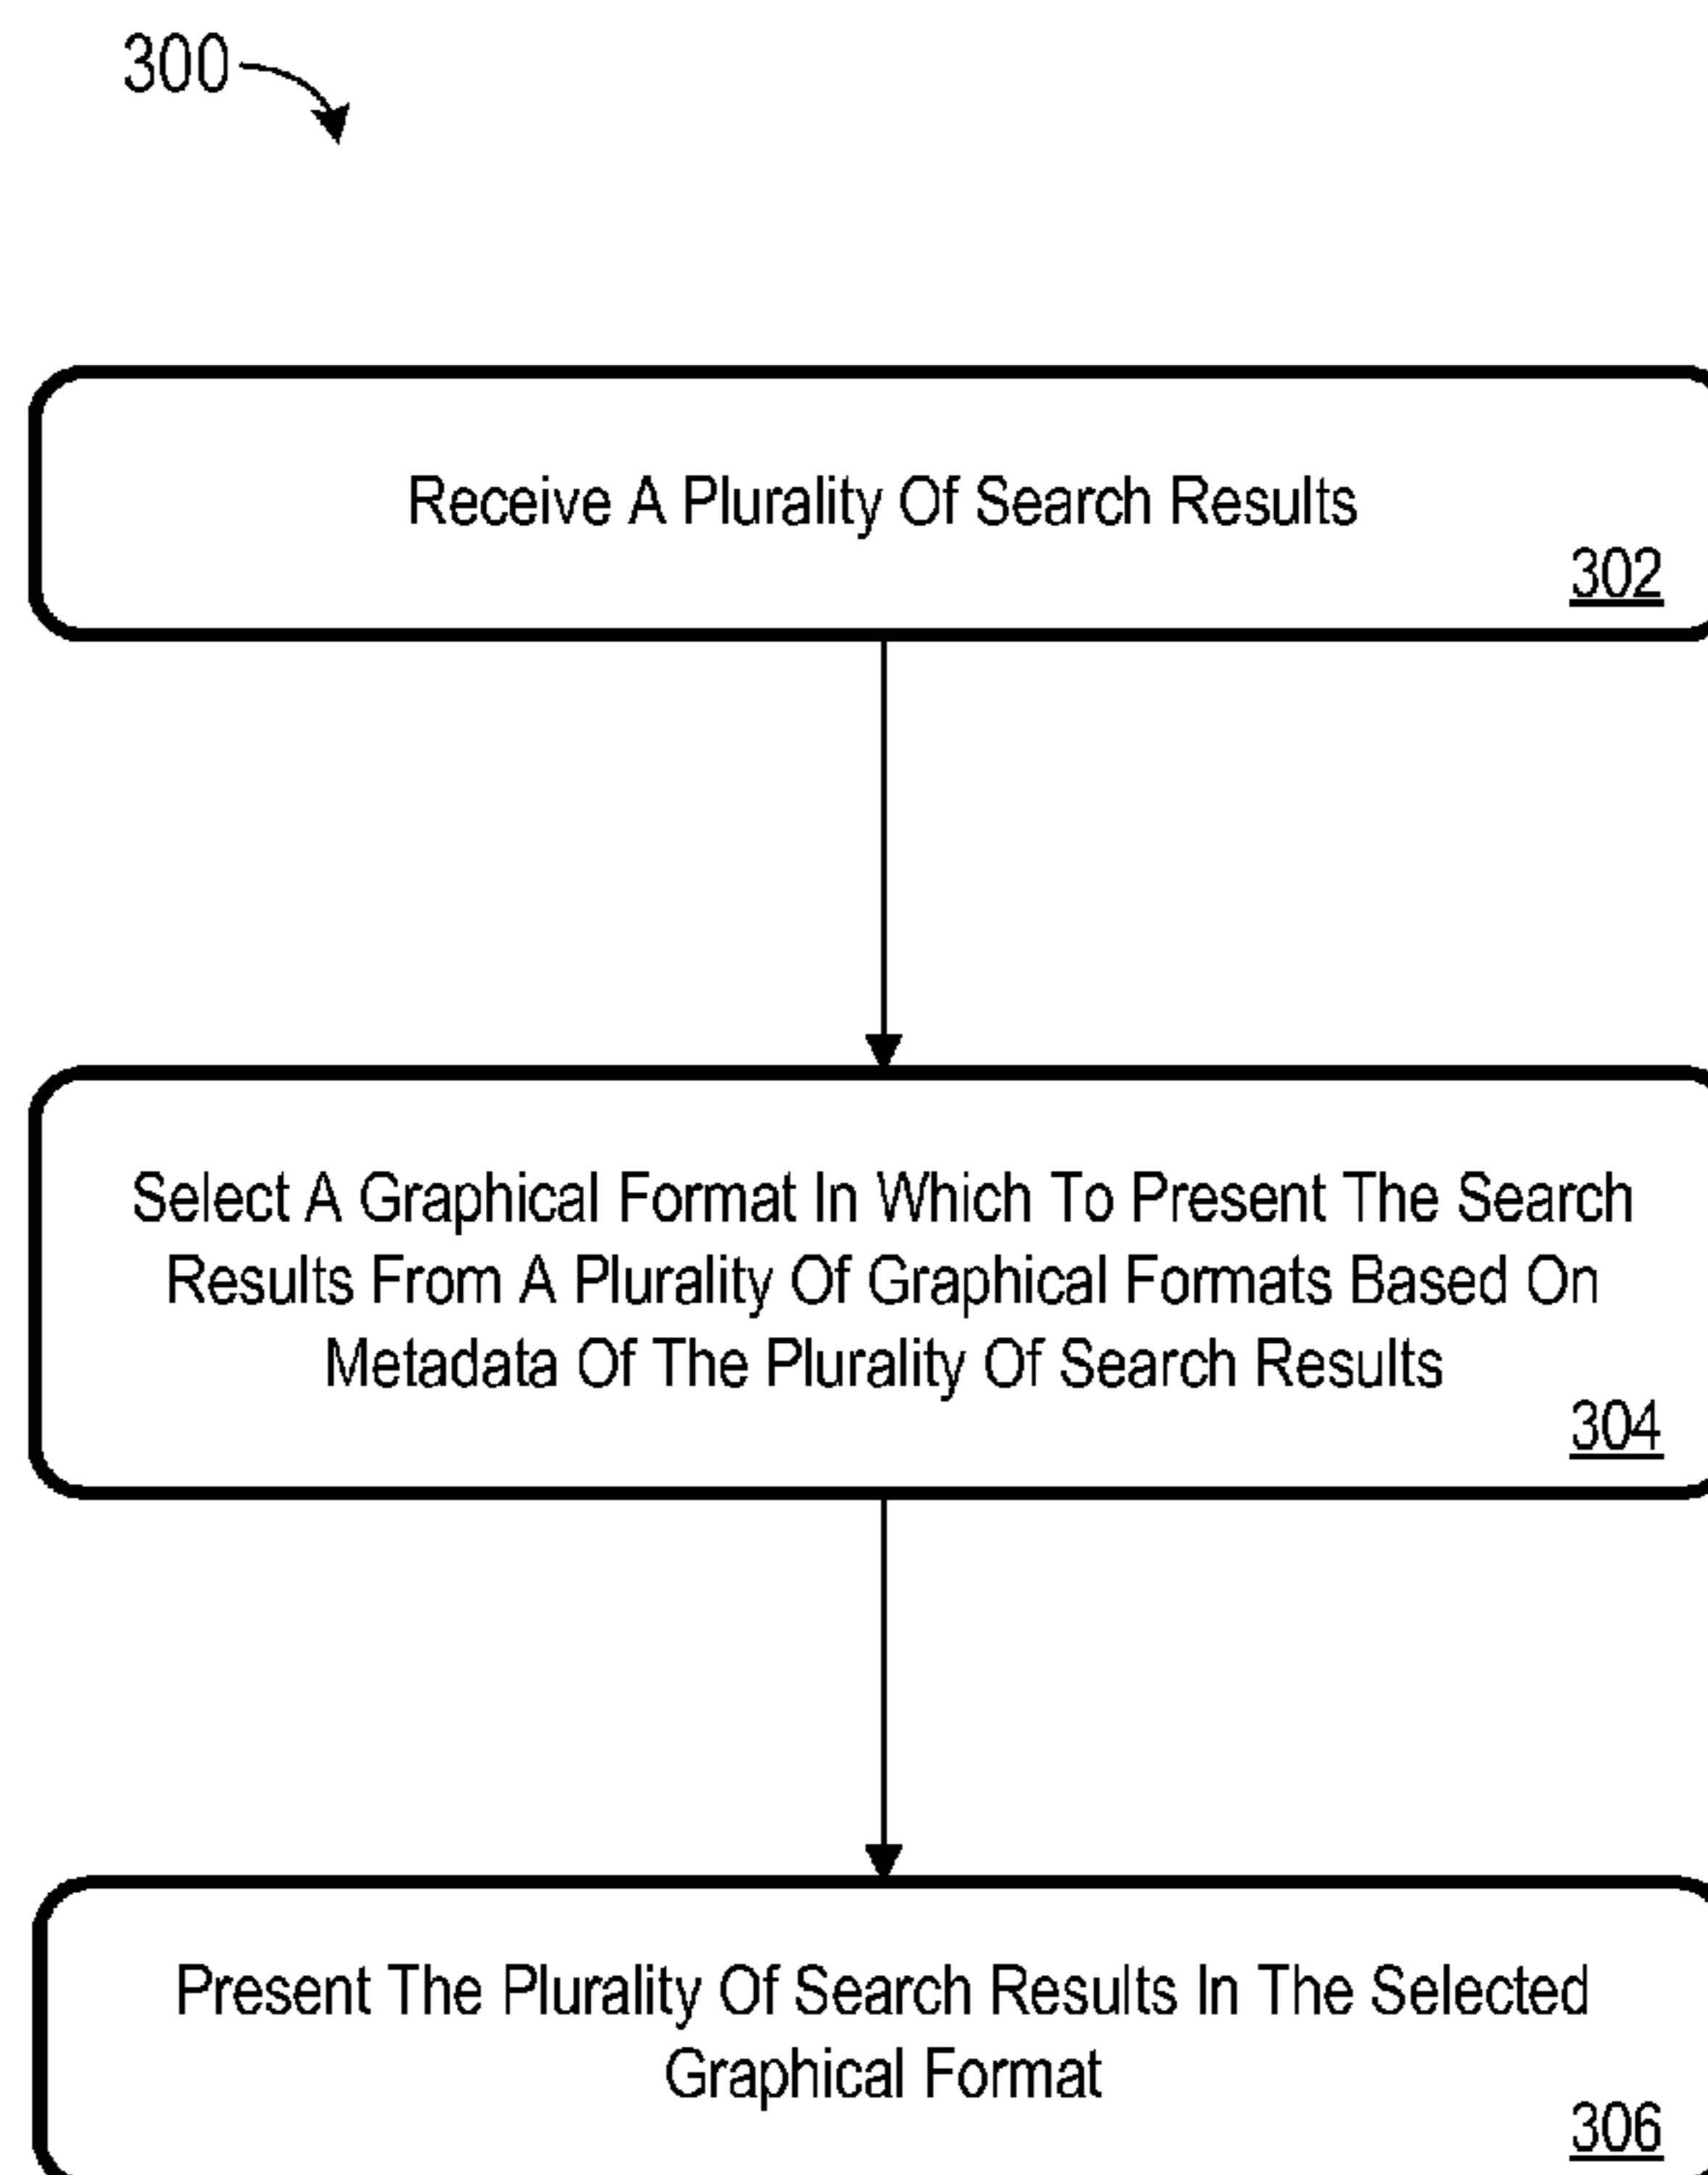 300
Receive A Plurality Of Search Results
302
Select A Graphical Format In Which To Present The Search
Results From A Plurality Of Graphical Formats Based On
Metadata Of The Plurality Of Search Results
304
Present The Plurality Of Search Results In The Selected
Graphical Format
306